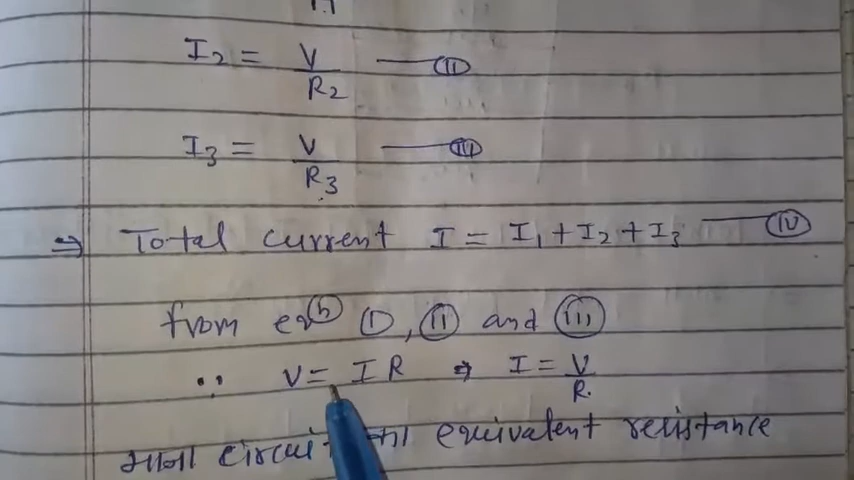 I₂ = V/R₂ —— (II)
I₃ = V/R₃ —— (III)
⇒ Total current I = I₁ + I₂ + I₃ —— (IV)
from eqⁿ (I), (II) and (III)
∵ V = I R ⇒ I = V/R.
माना circuit का equivalent resistance